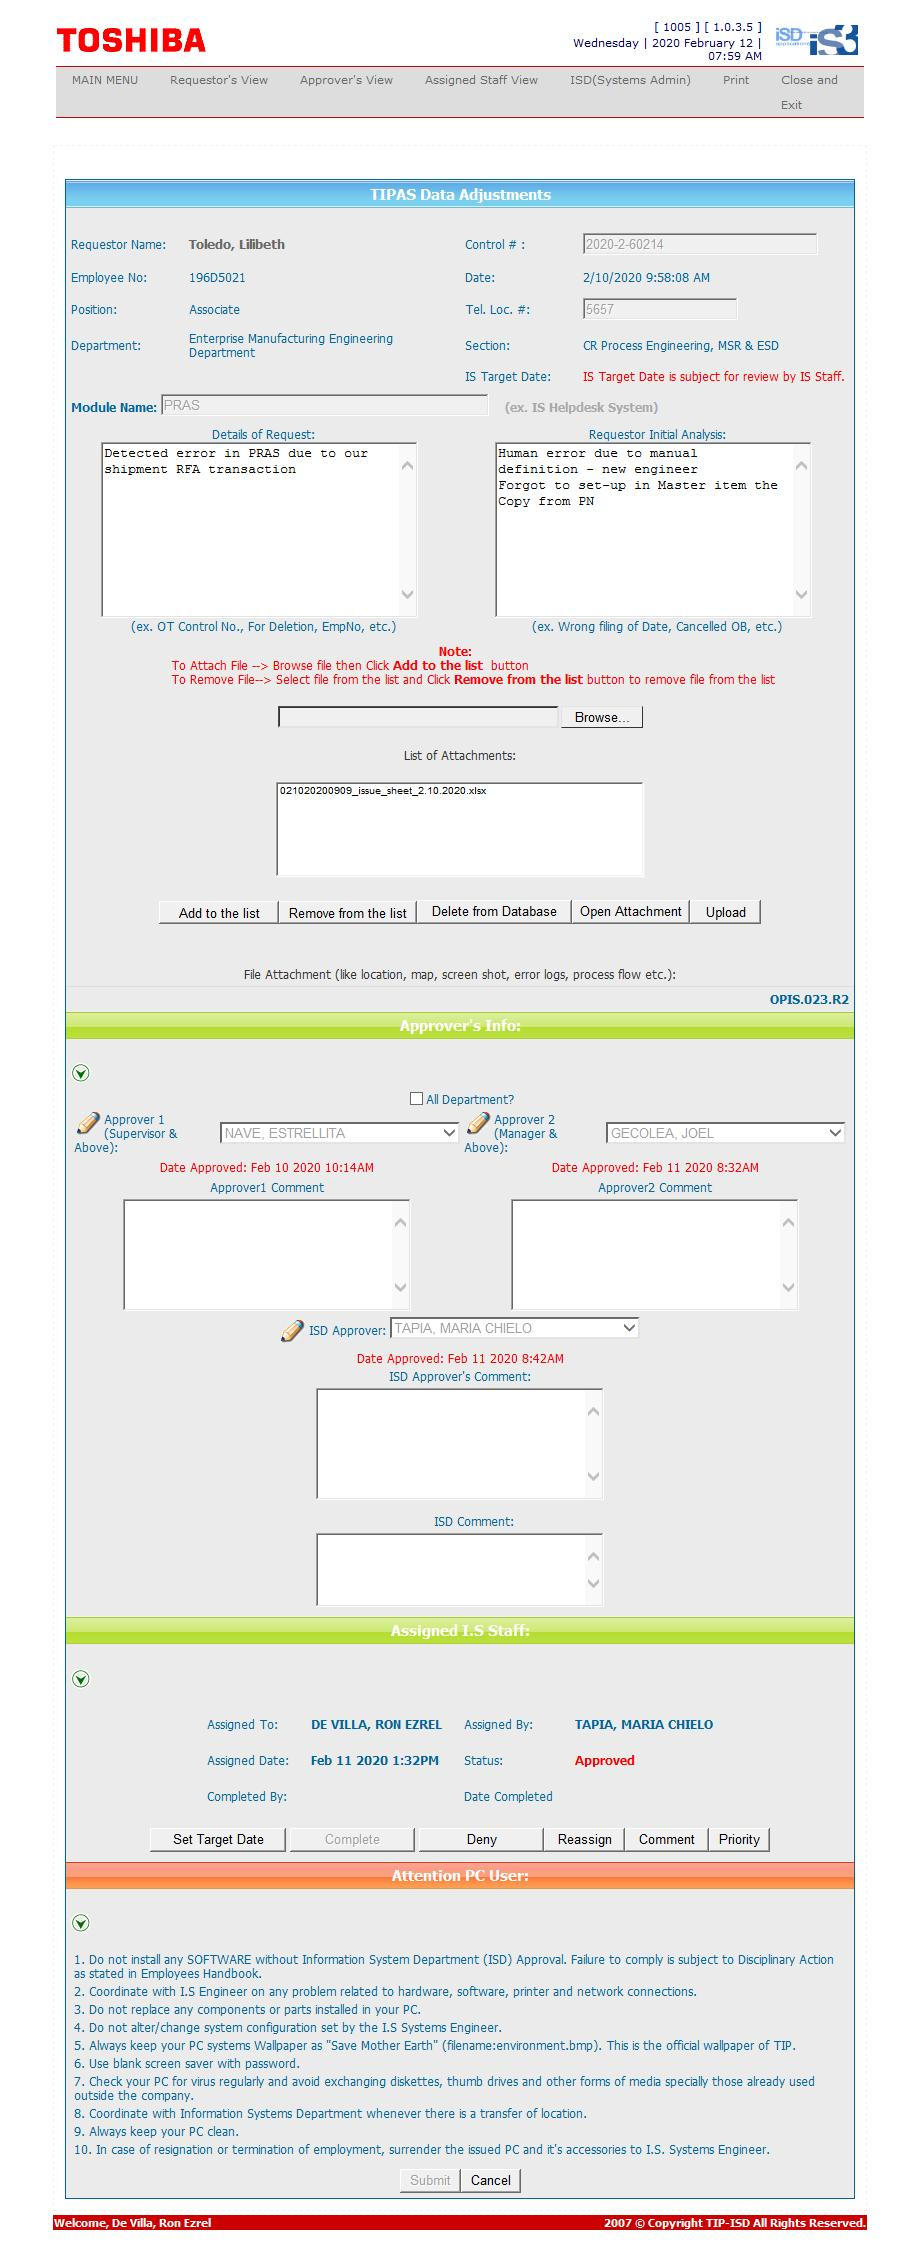 TOSHIBA
[ 1005 ] [ 1.0.3.5 ]
Wednesday | 2020 February 12 |
07:59 AM
ISD
iS3
MAIN MENU Requestor's View Approver's View Assigned Staff View ISD(Systems Admin) Print Close and
Exit
TIPAS Data Adjustments
Requestor Name: Toledo, Lilibeth Control # : 2020-2-60214
Employee No: 196D5021 Date: 2/10/2020 9:58:08 AM
Position: Associate Tel. Loc. #: 5657
Department: Enterprise Manufacturing Engineering
Department Section: CR Process Engineering, MSR & ESD
IS Target Date: IS Target Date is subject for review by IS Staff.
Module Name: PRAS (ex. IS Helpdesk System)
Details of Request:
Detected error in PRAS due to our
shipment RFA transaction
(ex. OT Control No., For Deletion, EmpNo, etc.)
Requestor Initial Analysis:
Human error due to manual
definition - new engineer
Forgot to set-up in Master item the
Copy from PN
(ex. Wrong filing of Date, Cancelled OB, etc.)
Note:
To Attach File --> Browse file then Click Add to the list button
To Remove File--> Select file from the list and Click Remove from the list button to remove file from the list
Browse...
List of Attachments:
021020200909_issue_sheet_2.10.2020.xlsx
Add to the list Remove from the list Delete from Database Open Attachment Upload
File Attachment (like location, map, screen shot, error logs, process flow etc.):
OPIS.023.R2
Approver's Info:
All Department?
Approver 1
(Supervisor &
Above): NAVE, ESTRELLITA
Approver 2
(Manager &
Above): GECOLEA, JOEL
Date Approved: Feb 10 2020 10:14AM Date Approved: Feb 11 2020 8:32AM
Approver1 Comment Approver2 Comment
ISD Approver: TAPIA, MARIA CHIELO
Date Approved: Feb 11 2020 8:42AM
ISD Approver's Comment:
ISD Comment:
Assigned I.S Staff:
Assigned To: DE VILLA, RON EZREL Assigned By: TAPIA, MARIA CHIELO
Assigned Date: Feb 11 2020 1:32PM Status: Approved
Completed By: Date Completed
Set Target Date Complete Deny Reassign Comment Priority
Attention PC User:
1. Do not install any SOFTWARE without Information System Department (ISD) Approval. Failure to comply is subject to Disciplinary Action
as stated in Employees Handbook.
2. Coordinate with I.S Engineer on any problem related to hardware, software, printer and network connections.
3. Do not replace any components or parts installed in your PC.
4. Do not alter/change system configuration set by the I.S Systems Engineer.
5. Always keep your PC systems Wallpaper as "Save Mother Earth" (filename:environment.bmp). This is the official wallpaper of TIP.
6. Use blank screen saver with password.
7. Check your PC for virus regularly and avoid exchanging diskettes, thumb drives and other forms of media specially those already used
outside the company.
8. Coordinate with Information Systems Department whenever there is a transfer of location.
9. Always keep your PC clean.
10. In case of resignation or termination of employment, surrender the issued PC and it's accessories to I.S. Systems Engineer.
Submit Cancel
Welcome, De Villa, Ron Ezrel 2007 © Copyright TIP-ISD All Rights Reserved.